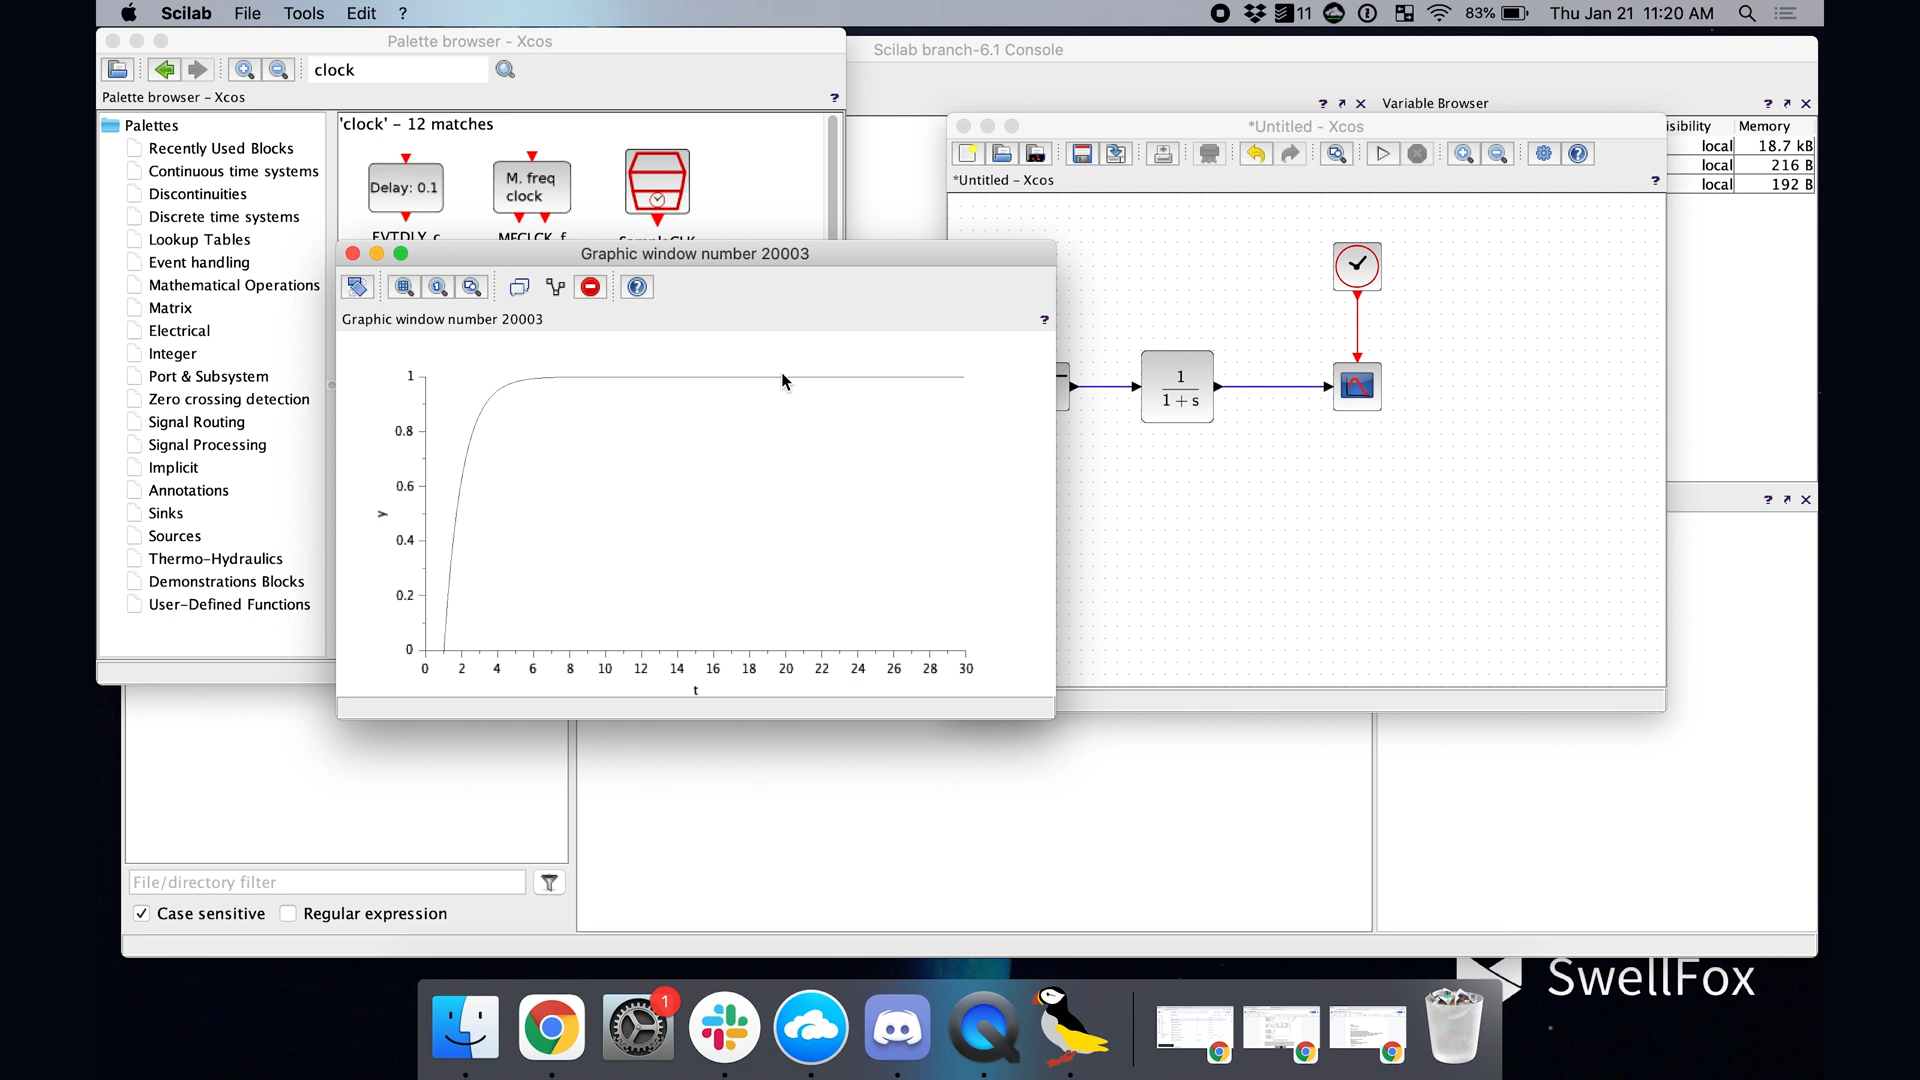 Scilab File Tools Edit ?
11 83% Thu Jan 21 11:20 AM
Palette browser - Xcos
clock
Palette browser - Xcos
?
Palettes
Recently Used Blocks
Continuous time systems
Discontinuities
Discrete time systems
Lookup Tables
Event handling
Mathematical Operations
Matrix
Electrical
Integer
Port & Subsystem
Zero crossing detection
Signal Routing
Signal Processing
Implicit
Annotations
Sinks
Sources
Thermo-Hydraulics
Demonstrations Blocks
User-Defined Functions
'clock' - 12 matches
Delay: 0.1
M. freq
clock
Scilab branch-6.1 Console
?
Variable Browser
?
isibility Memory
local 18.7 kB
local 216 B
local 192 B
?
*Untitled - Xcos
*Untitled - Xcos
?
1
1+s
Graphic window number 20003
Graphic window number 20003
?
1
0.8
0.6
0.4
0.2
0
y
0 2 4 6 8 10 12 14 16 18 20 22 24 26 28 30
t
File/directory filter
Case sensitive Regular expression
SwellFox
1